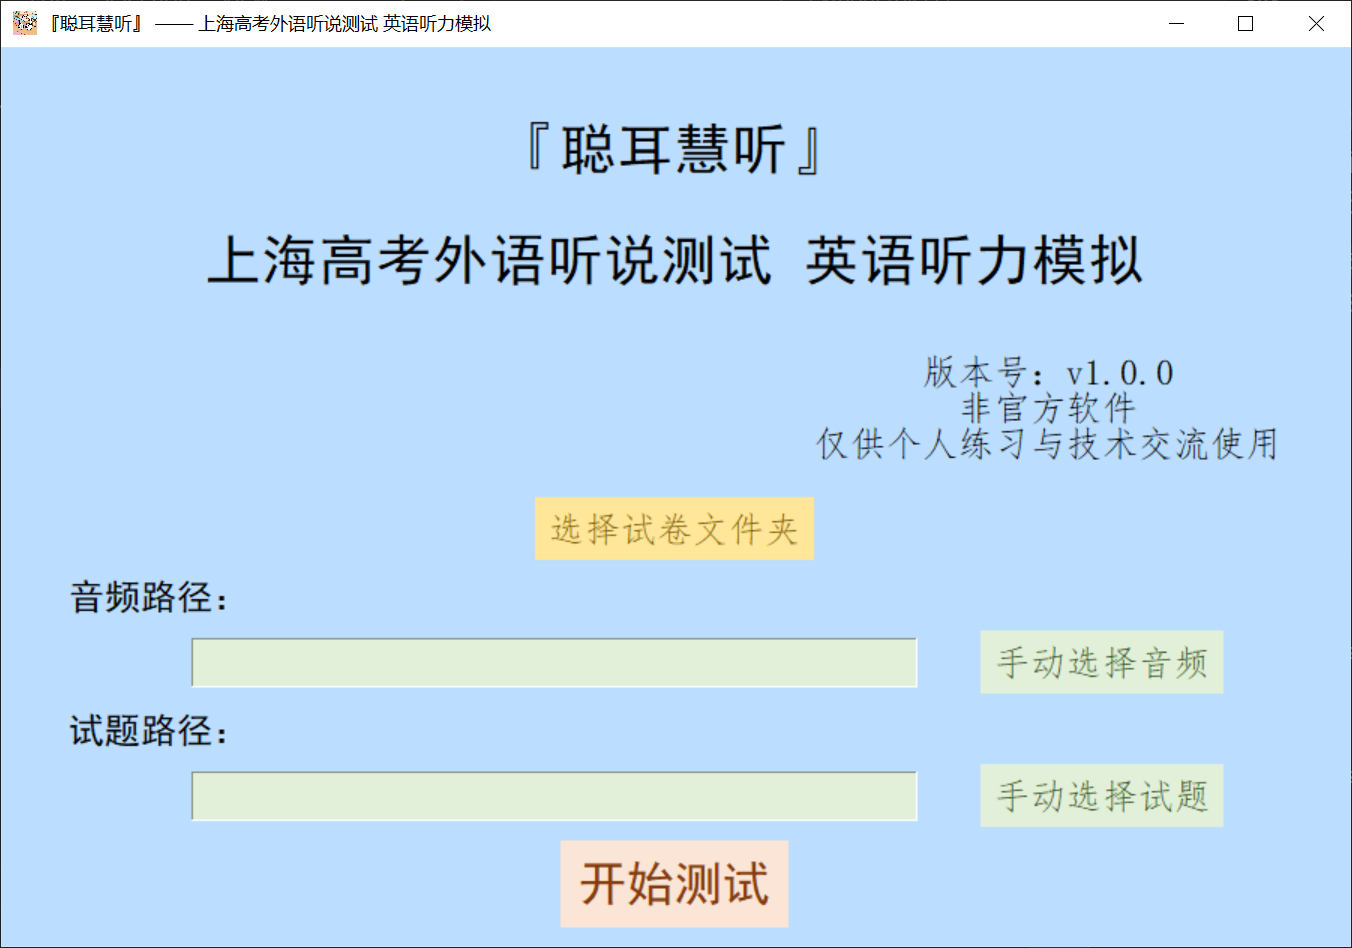 『聪耳慧听』 —— 上海高考外语听说测试 英语听力模拟
『聪耳慧听』
上海高考外语听说测试 英语听力模拟
版本号：v1.0.0
非官方软件
仅供个人练习与技术交流使用
选择试卷文件夹
音频路径：
手动选择音频
试题路径：
手动选择试题
开始测试